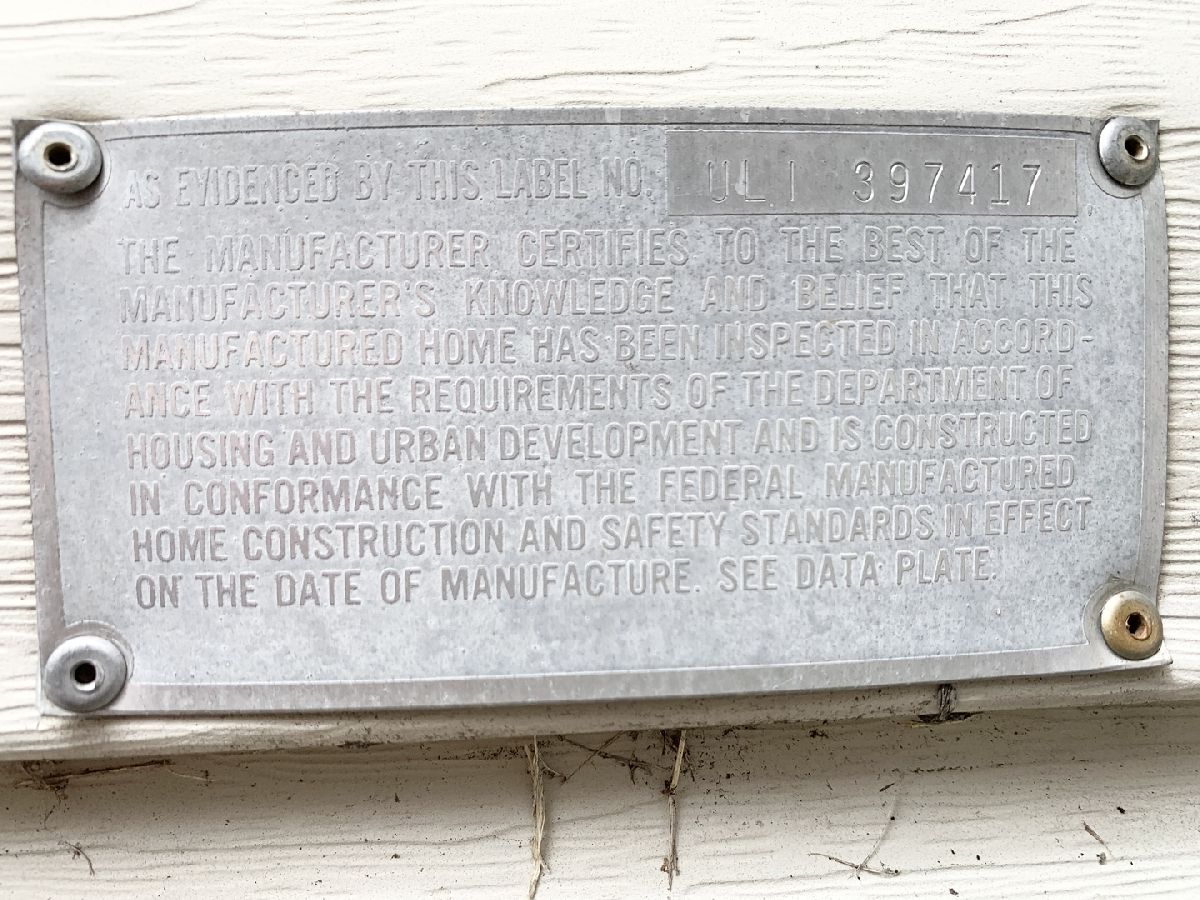 AS EVIDENCED BY THIS LABEL NO. ULI 397417
THE MANUFACTURER CERTIFIES TO THE BEST OF THE
MANUFACTURER'S KNOWLEDGE AND BELIEF THAT THIS
MANUFACTURED HOME HAS BEEN INSPECTED IN ACCORD-
ANCE WITH THE REQUIREMENTS OF THE DEPARTMENT OF
HOUSING AND URBAN DEVELOPMENT AND IS CONSTRUCTED
IN CONFORMANCE WITH THE FEDERAL MANUFACTURED
HOME CONSTRUCTION AND SAFETY STANDARDS IN EFFECT
ON THE DATE OF MANUFACTURE. SEE DATA PLATE.